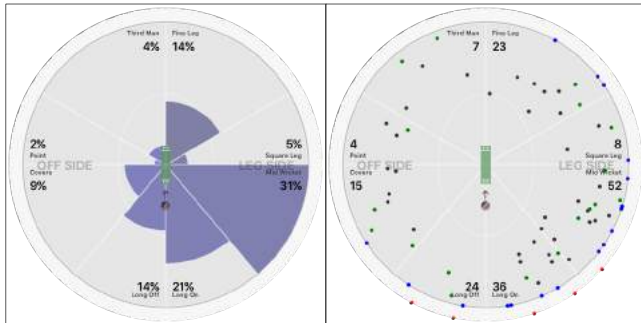 Third Man Fine Leg
4% 14%
2% 5%
Point Square Leg
OFF SIDE LEG SIDE
Covers Mid Wicket
9% 31%
14% 21%
Long Off Long On
Third Man Fine Leg
7 23
4 8
Point Square Leg
OFF SIDE LEG SIDE
Covers Mid Wicket
15 52
24 36
Long Off Long On